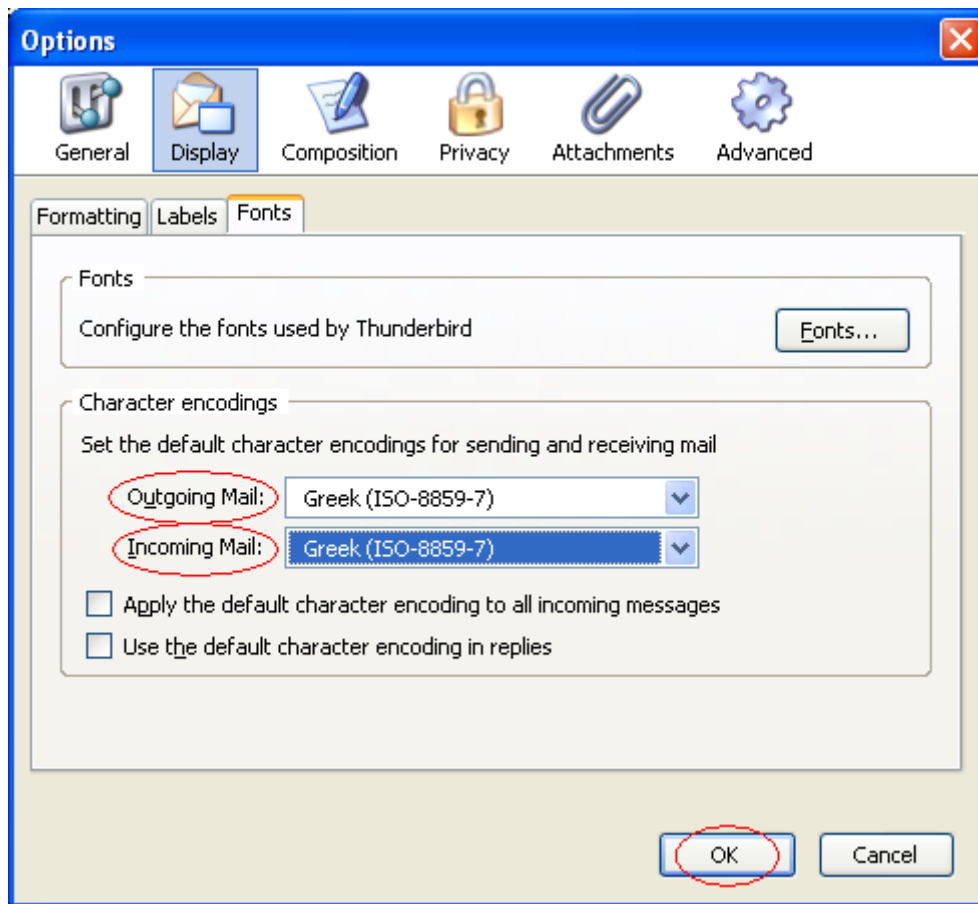 Options
General Display Composition Privacy Attachments Advanced
Formatting Labels Fonts
Fonts
Configure the fonts used by Thunderbird Fonts...
Character encodings
Set the default character encodings for sending and receiving mail
Outgoing Mail: Greek (ISO-8859-7)
Incoming Mail: Greek (ISO-8859-7)
Apply the default character encoding to all incoming messages
Use the default character encoding in replies
OK Cancel